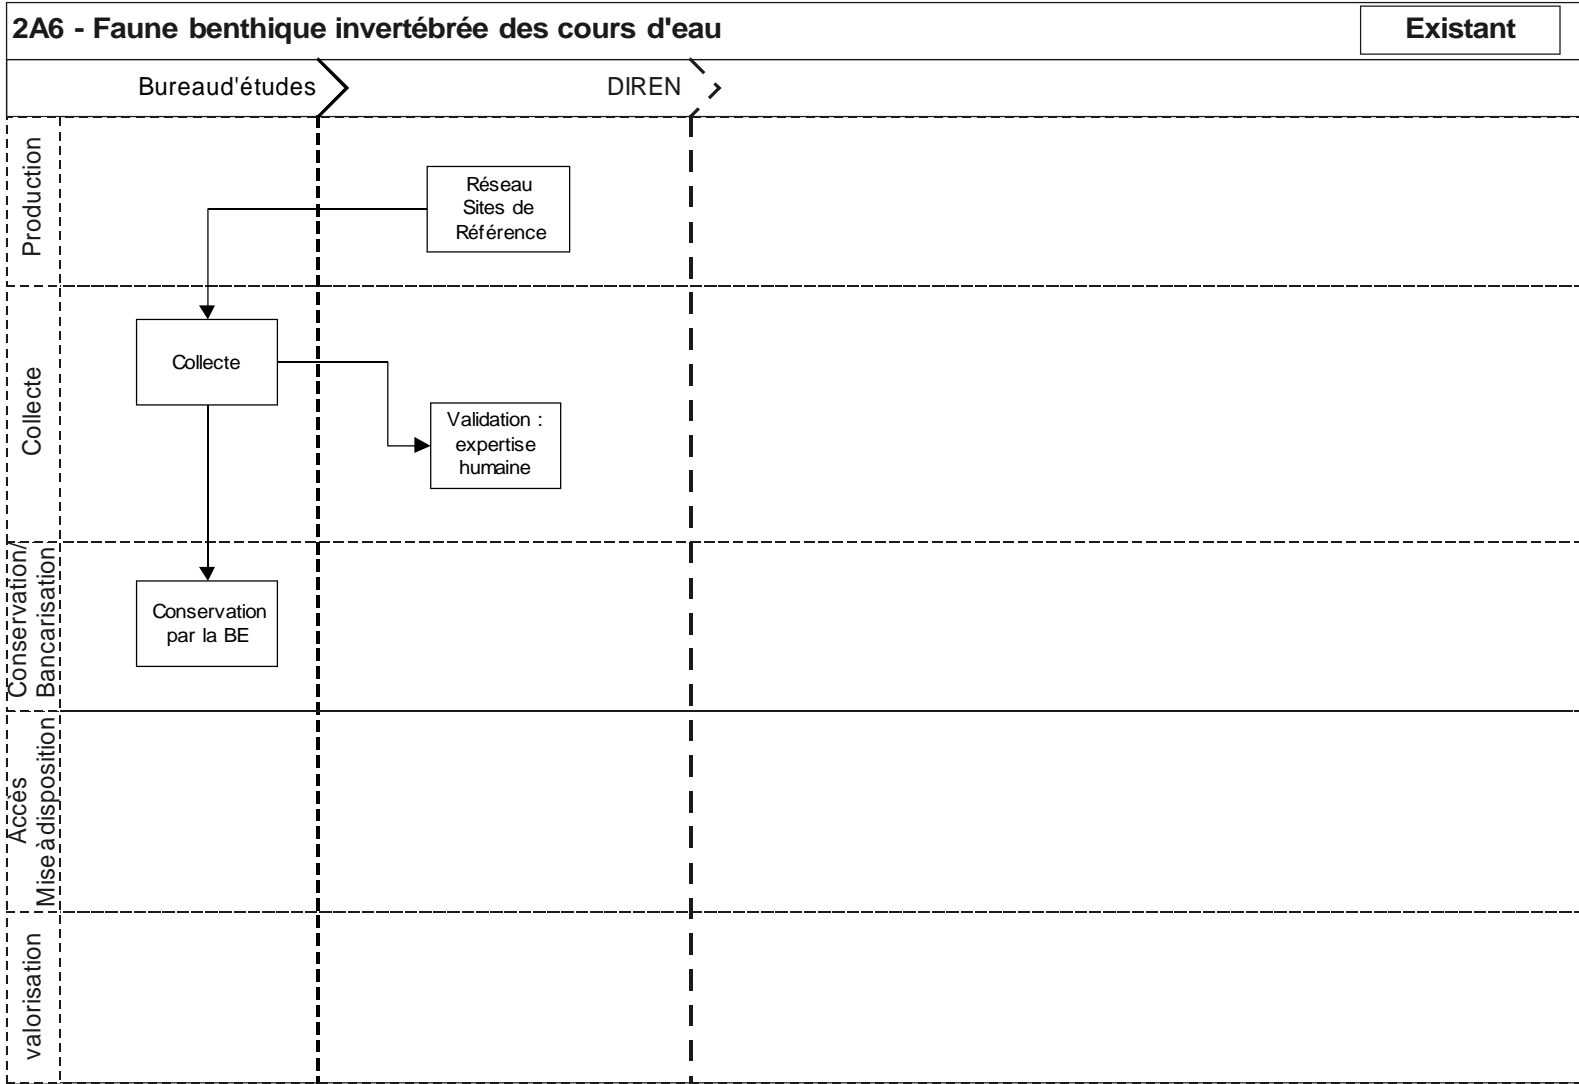 2A6 - Faune benthique invertébrée des cours d'eau
Existant
Bureaud'études
DIREN
Production
Réseau
Sites de
Référence
Collecte
Collecte
Validation :
expertise
humaine
Conservation/
Bancarisation
Conservation
par la BE
Accès
Mise à disposition
valorisation